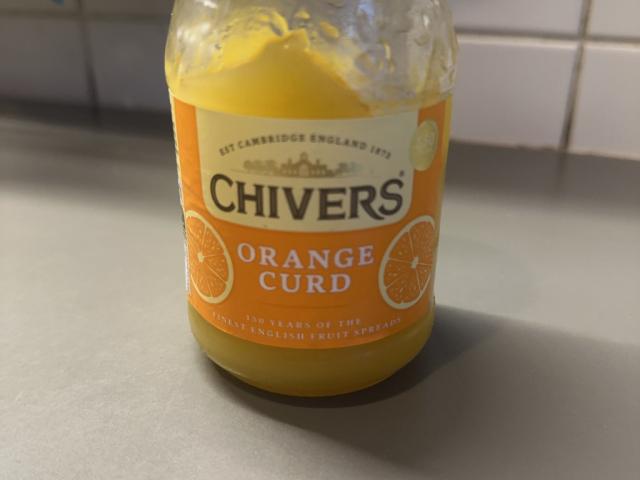 EST CAMBRIDGE ENGLAND 1873
CHIVERS®
ORANGE
CURD
150 YEARS OF THE
FINEST ENGLISH FRUIT SPREADS